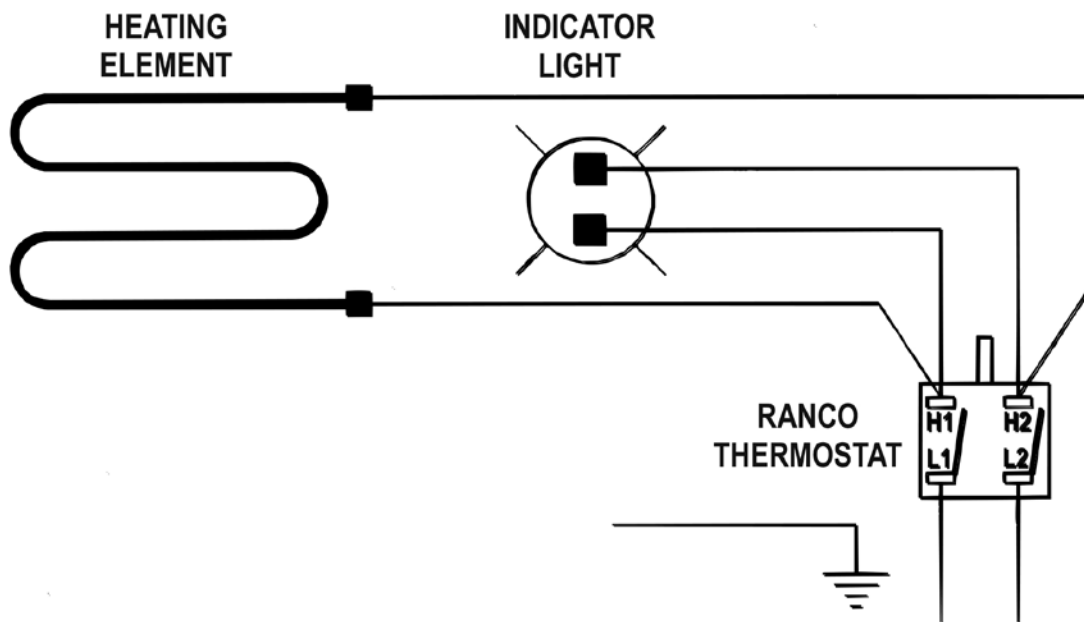 HEATING
ELEMENT
INDICATOR
LIGHT
RANCO
THERMOSTAT
H1 H2
L1 L2